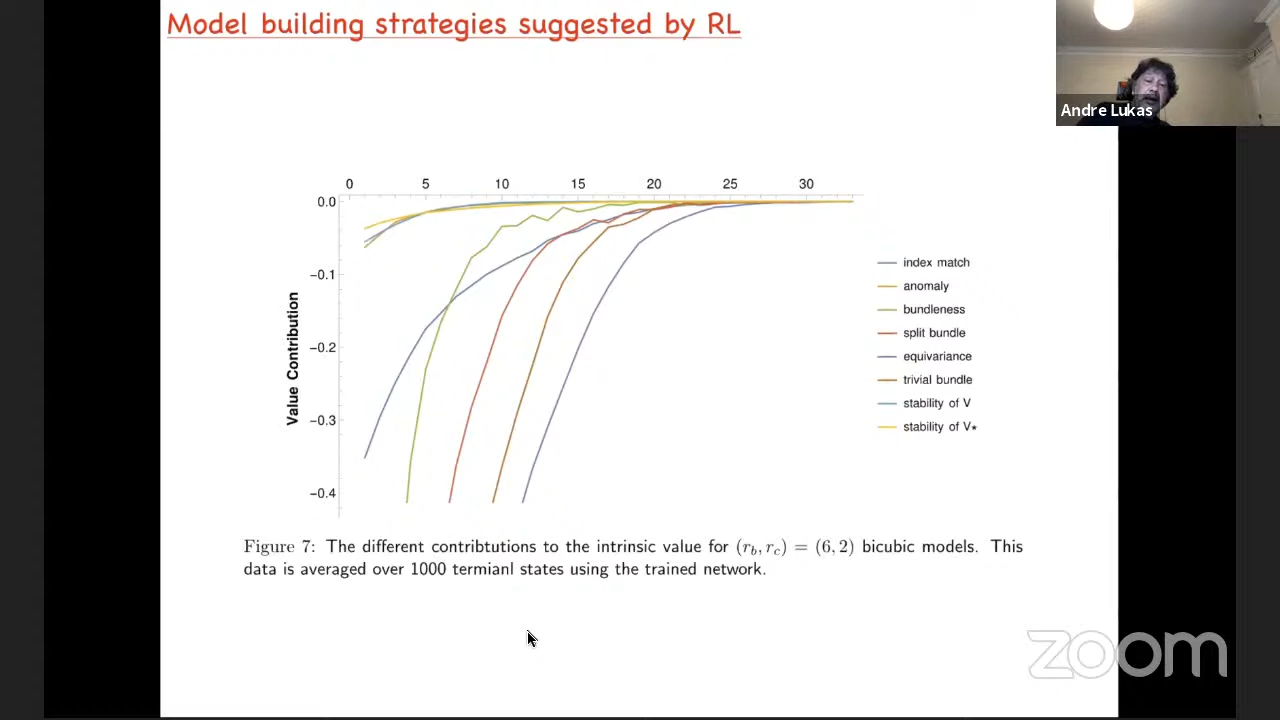 Model building strategies suggested by RL
Andre Lukas
0 5 10 15 20 25 30
0.0
−0.1
−0.2
−0.3
−0.4
Value Contribution
index match
anomaly
bundleness
split bundle
equivariance
trivial bundle
stability of V
stability of V⋆
Figure 7: The different contribtutions to the intrinsic value for (r_b, r_c) = (6, 2) bicubic models. This
data is averaged over 1000 termianl states using the trained network.
zoom